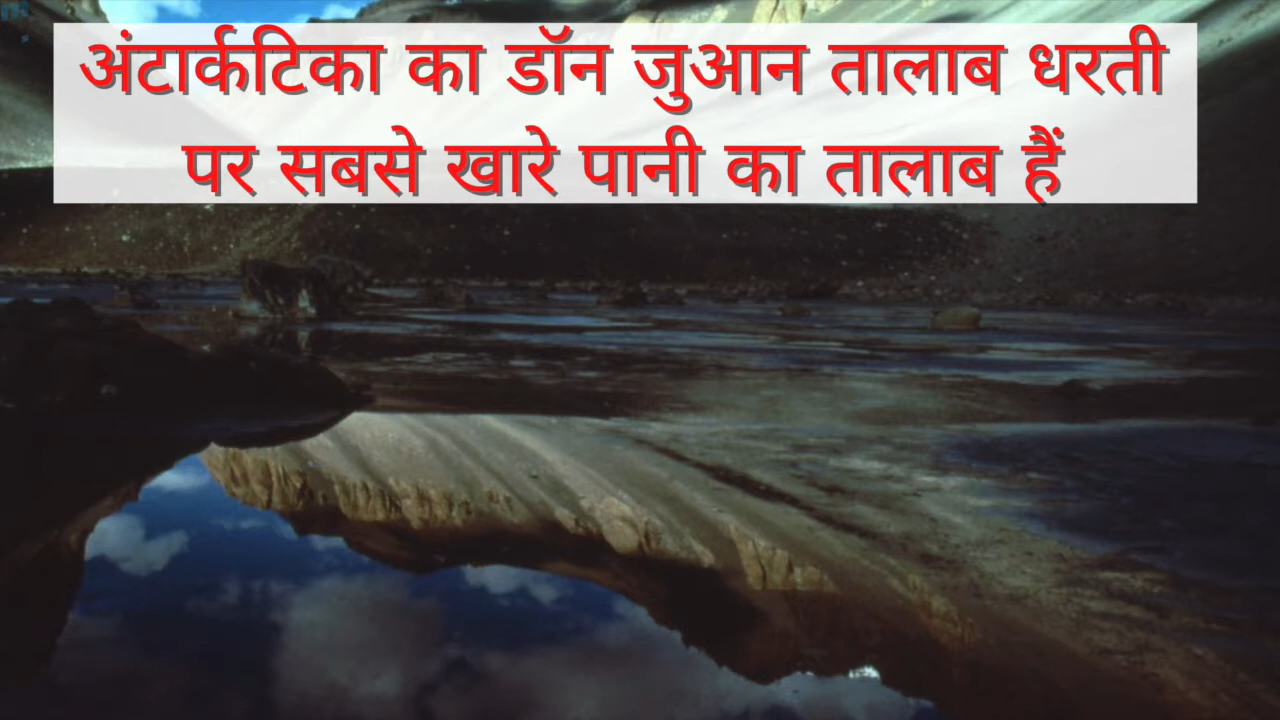 अंटार्कटिका का डॉन जुआन तालाब धरती
पर सबसे खारे पानी का तालाब हैं